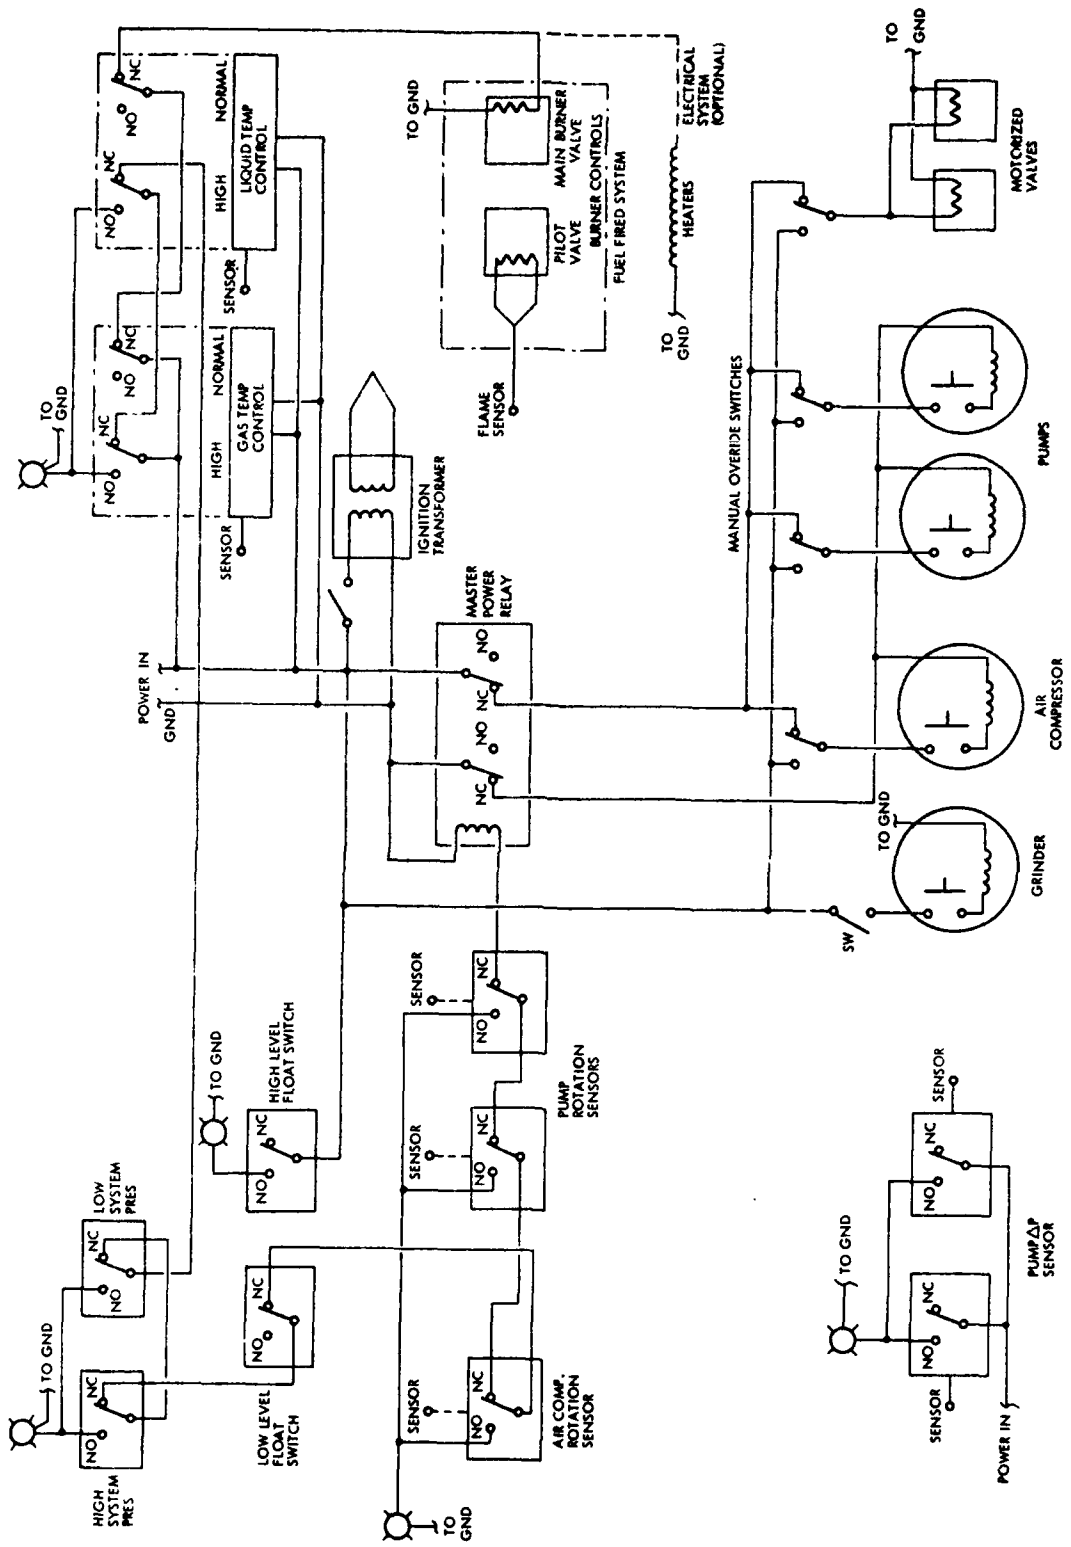 TO GND
NO
NC
NO
NC
HIGH
NORMAL
GAS TEMP
CONTROL
SENSOR
NO
NC
NO
NC
HIGH
NORMAL
LIQUID TEMP
CONTROL
SENSOR
POWER IN
GND
IGNITION
TRANSFORMER
FLAME
SENSOR
TO GND
PILOT
VALVE
MAIN BURNER
VALVE
BURNER CONTROLS
FUEL FIRED SYSTEM
TO
GND
HEATERS
ELECTRICAL
SYSTEM
(OPTIONAL)
HIGH
SYSTEM
PRES
NO
NC
TO GND
LOW
SYSTEM
PRES
NO
NC
LOW LEVEL
FLOAT
SWITCH
NO
NC
HIGH LEVEL
FLOAT SWITCH
NO
NC
TO GND
TO
GND
SENSOR
NO
NC
AIR COMP.
ROTATION
SENSOR
SENSOR
NO
NC
SENSOR
NO
NC
PUMP
ROTATION
SENSORS
MASTER
POWER
RELAY
NC
NO
NC
NO
MANUAL OVERIDE SWITCHES
SW
TO GND
GRINDER
AIR
COMPRESSOR
PUMPS
MOTORIZED
VALVES
TO
GND
POWER IN
SENSOR
NO
NC
TO GND
NO
NC
SENSOR
PUMP ΔP
SENSOR